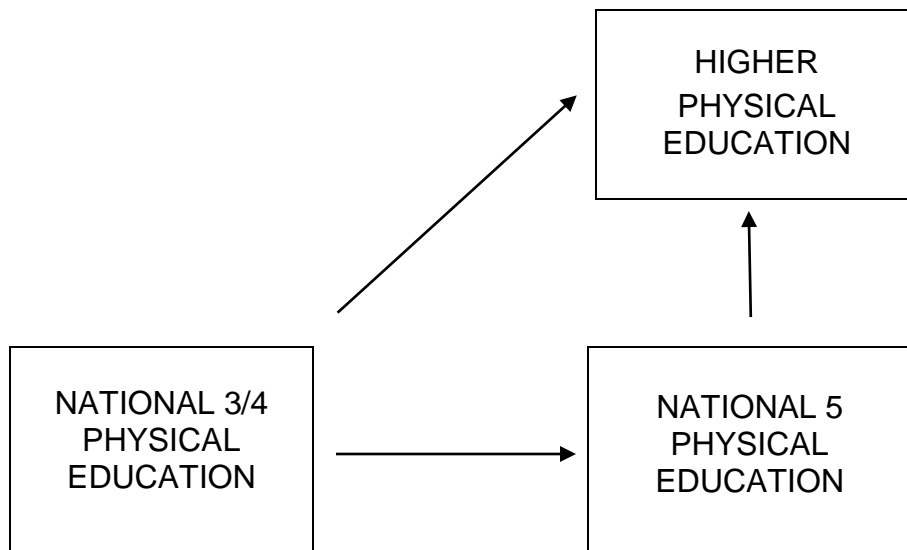 HIGHER
PHYSICAL
EDUCATION
NATIONAL 3/4
PHYSICAL
EDUCATION
NATIONAL 5
PHYSICAL
EDUCATION